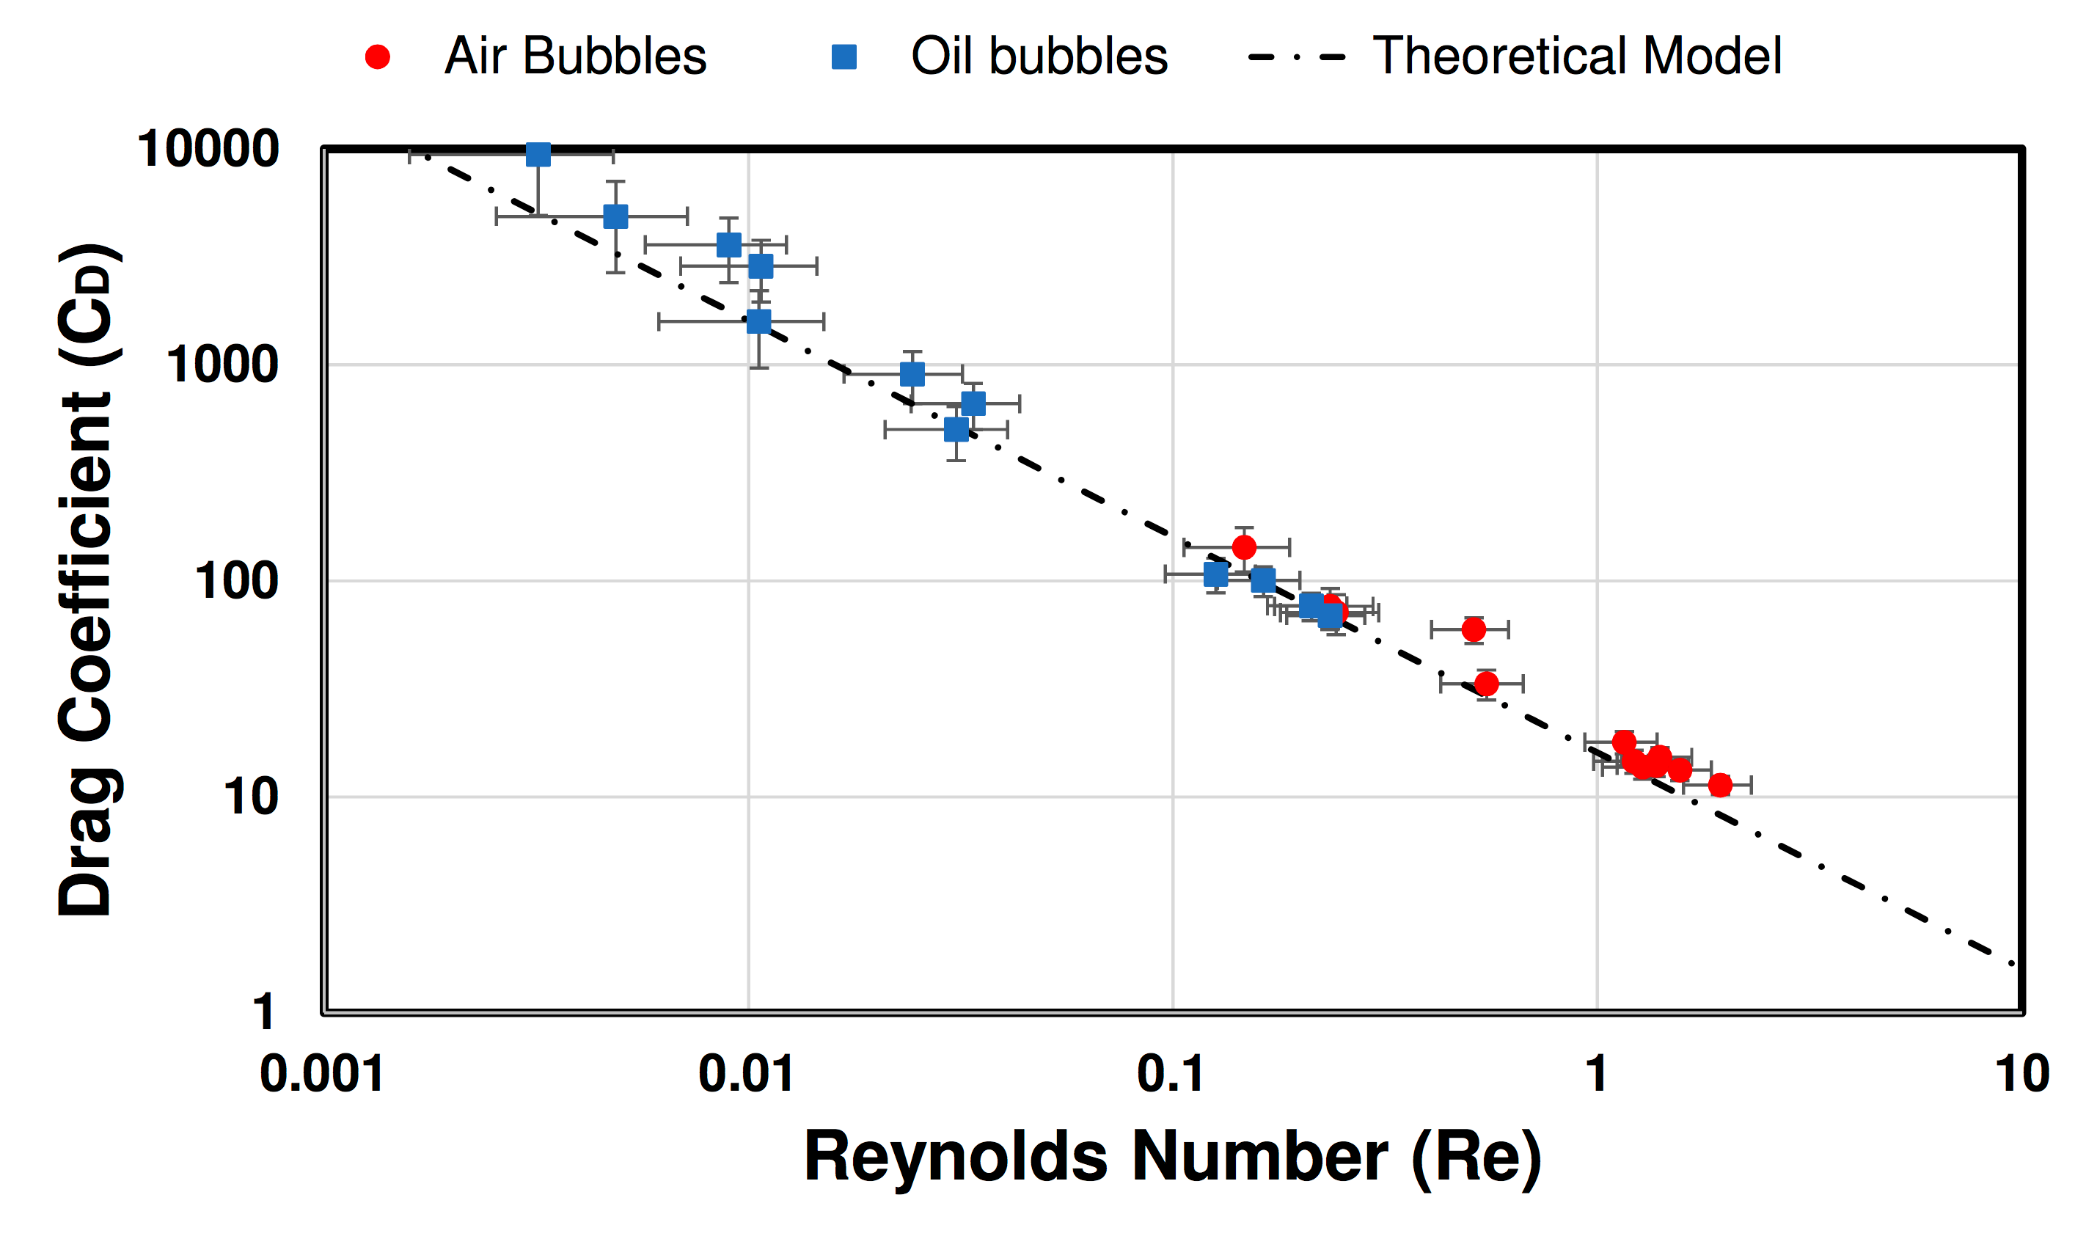 Air Bubbles Oil bubbles Theoretical Model
10000
1000
100
10
1
0.001 0.01 0.1 1 10
Drag Coefficient (CD)
Reynolds Number (Re)